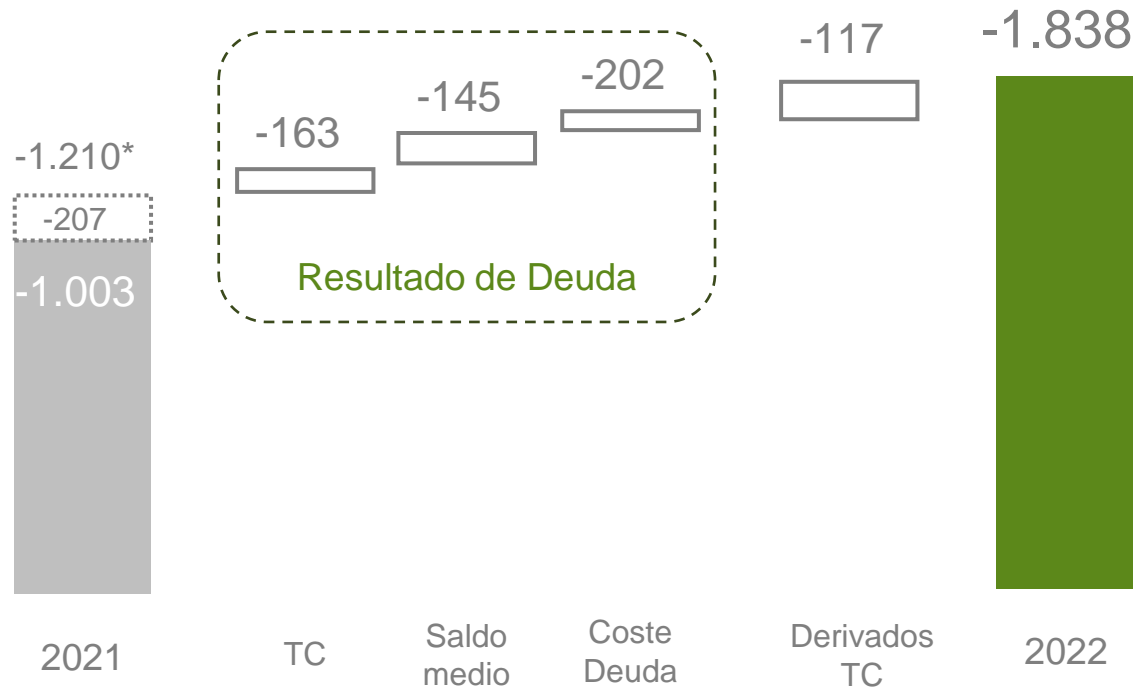 -1.838
-117
-202
-145
-163
-1.210*
-207
-1.003
Resultado de Deuda
2021
TC
Saldo
medio
Coste
Deuda
Derivados
TC
2022